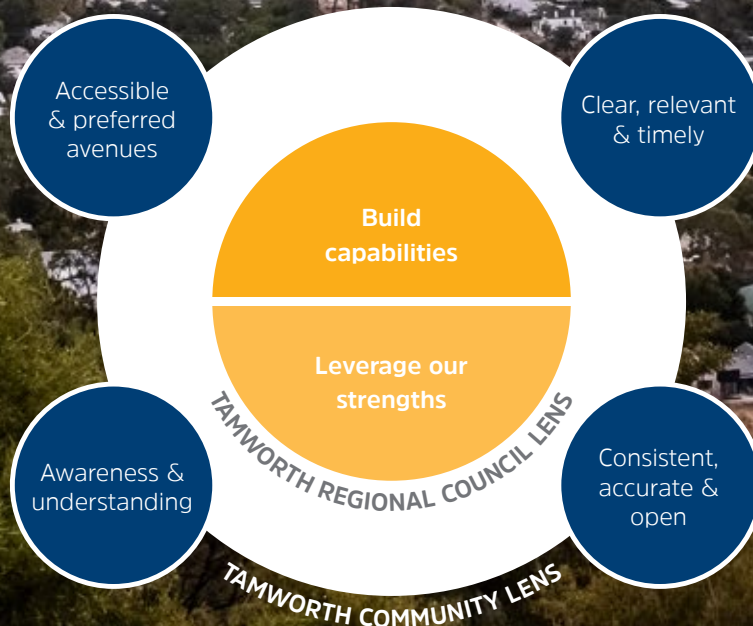 Accessible
& preferred
avenues
Clear, relevant
& timely
Build
capabilities
Leverage our
strengths
TAMWORTH REGIONAL COUNCIL LENS
Awareness &
understanding
Consistent,
accurate &
open
TAMWORTH COMMUNITY LENS